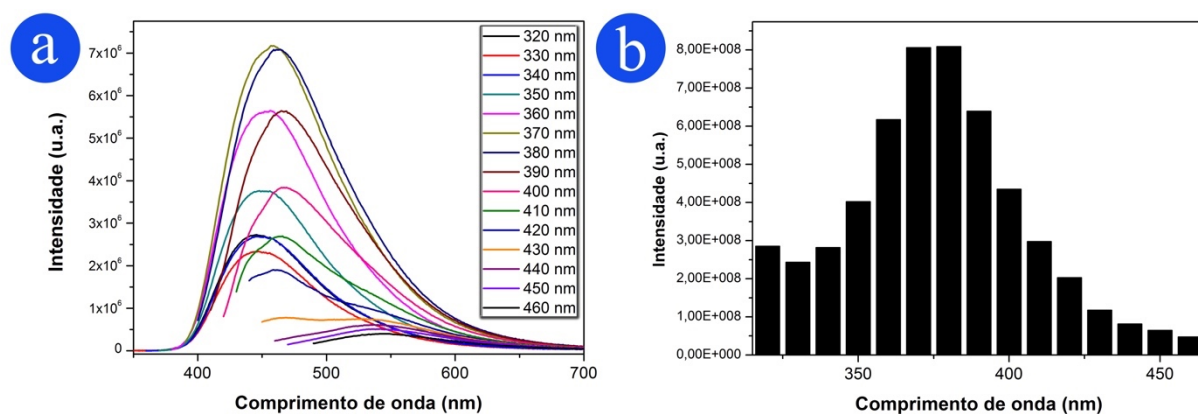 a
7x10⁶
6x10⁶
5x10⁶
4x10⁶
3x10⁶
2x10⁶
1x10⁶
0
Intensidade (u.a.)
400
500
600
700
Comprimento de onda (nm)
320 nm
330 nm
340 nm
350 nm
360 nm
370 nm
380 nm
390 nm
400 nm
410 nm
420 nm
430 nm
440 nm
450 nm
460 nm
b
8,00E+008
7,00E+008
6,00E+008
5,00E+008
4,00E+008
3,00E+008
2,00E+008
1,00E+008
0,00E+000
Intensidade (u.a.)
350
400
450
Comprimento de onda (nm)